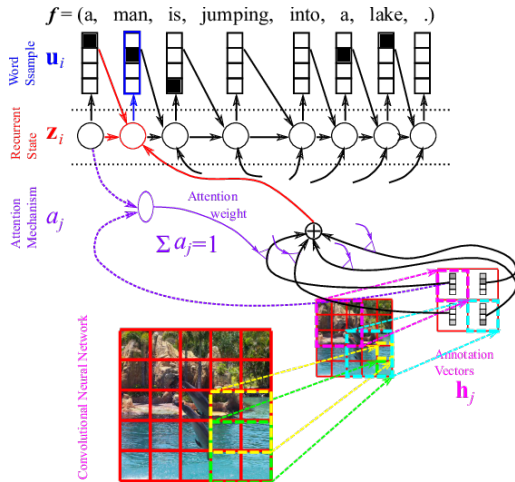 f = (a, man, is, jumping, into, a, lake, .)
Word
Ssample
u_i
Recurrent
State
z_i
Attention
Mechanism
a_j
Attention
weight
Σ a_j=1
Convolutional Neural Network
Annotation
Vectors
h_j